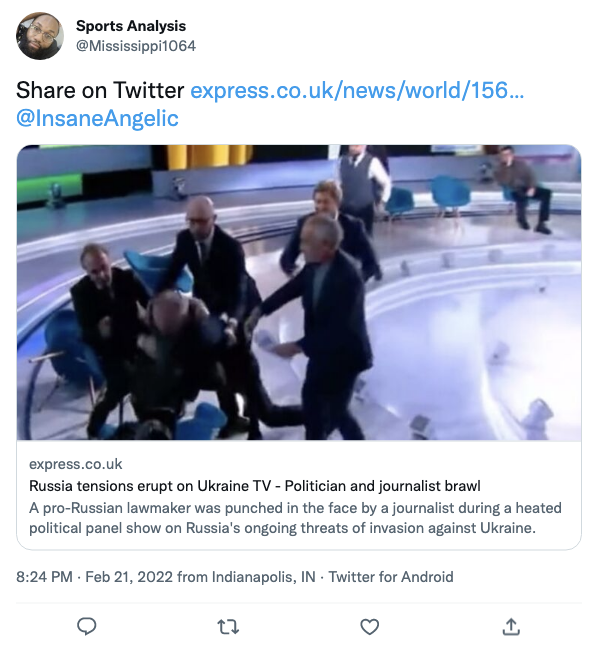 Sports Analysis
@Mississippi1064
Share on Twitter express.co.uk/news/world/156...
@InsaneAngelic
express.co.uk
Russia tensions erupt on Ukraine TV - Politician and journalist brawl
A pro-Russian lawmaker was punched in the face by a journalist during a heated
political panel show on Russia's ongoing threats of invasion against Ukraine.
8:24 PM · Feb 21, 2022 from Indianapolis, IN · Twitter for Android